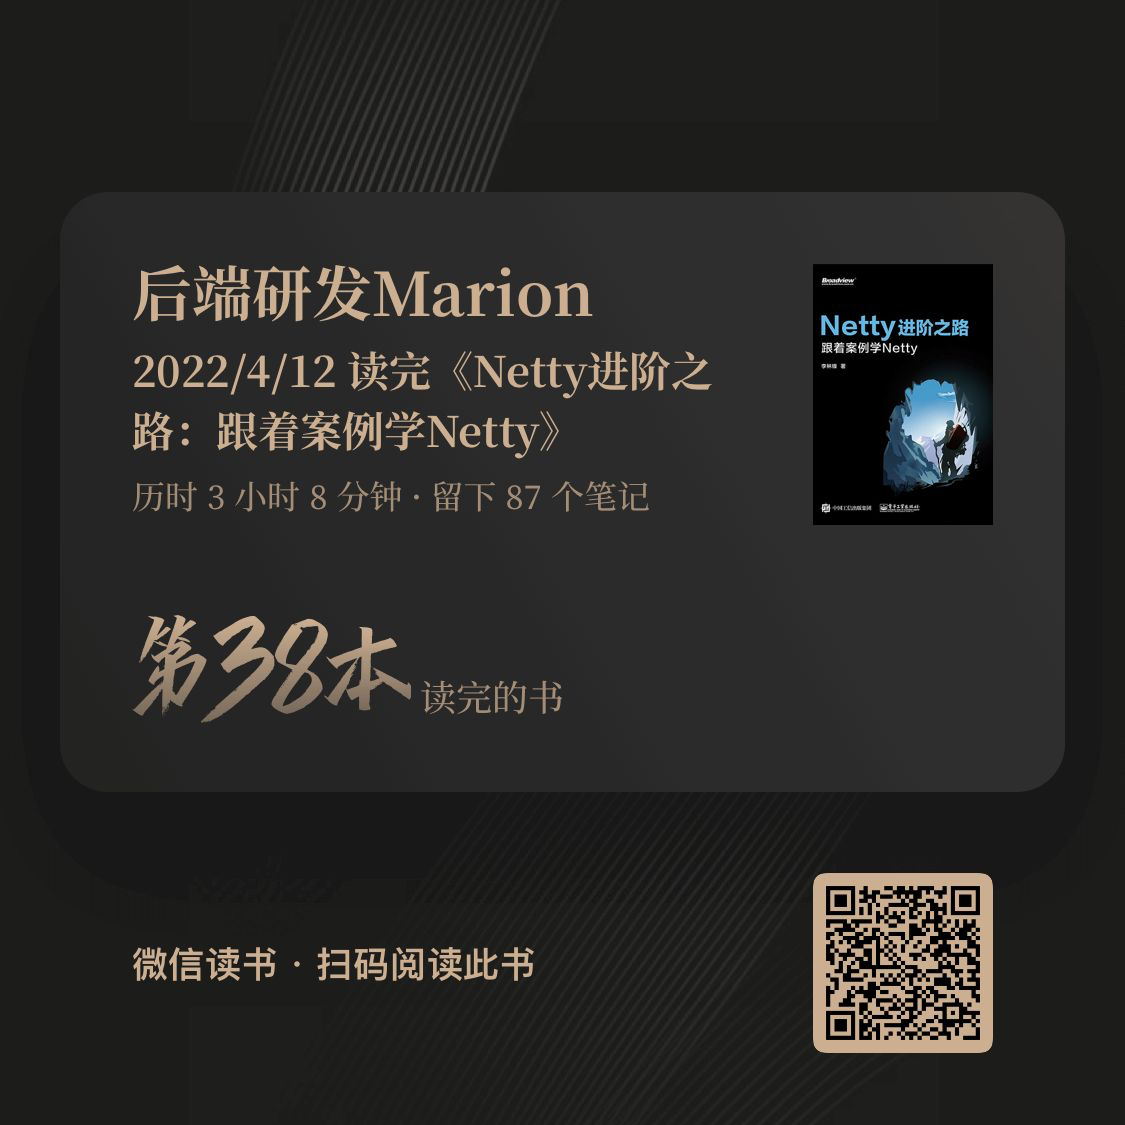 后端研发Marion
2022/4/12 读完《Netty进阶之
路：跟着案例学Netty》
历时 3 小时 8 分钟 · 留下 87 个笔记
Broadview
Netty进阶之路
跟着案例学Netty
李林锋 著
中国工信出版集团
电子工业出版社
第38本 读完的书
微信读书 · 扫码阅读此书